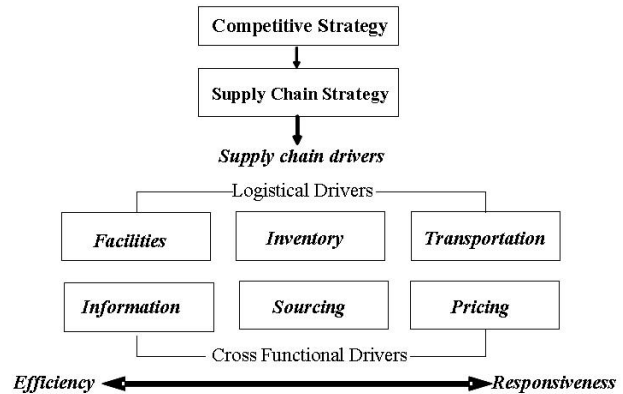 Competitive Strategy
Supply Chain Strategy
Supply chain drivers
Logistical Drivers
Facilities
Inventory
Transportation
Information
Sourcing
Pricing
Cross Functional Drivers
Efficiency
Responsiveness